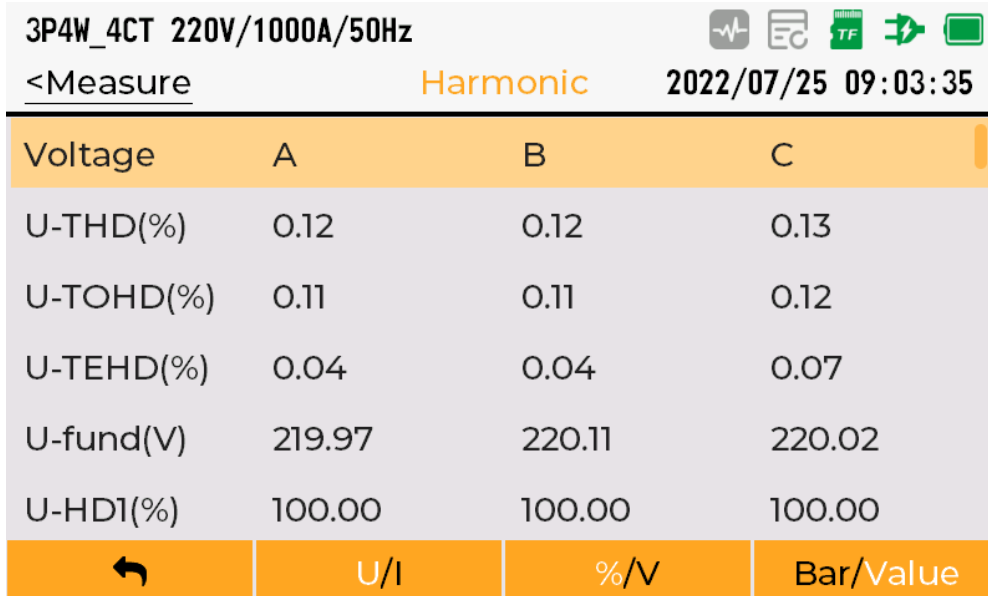 3P4W_4CT 220V/1000A/50Hz TF
<Measure Harmonic 2022/07/25 09:03:35
Voltage A B C
U-THD(%) 0.12 0.12 0.13
U-TOHD(%) 0.11 0.11 0.12
U-TEHD(%) 0.04 0.04 0.07
U-fund(V) 219.97 220.11 220.02
U-HD1(%) 100.00 100.00 100.00
U/I %/V Bar/Value